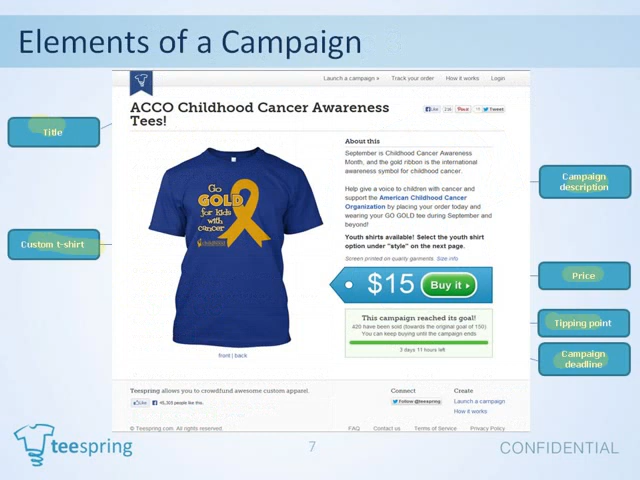 Elements of a Campaign
Launch a campaign » Track your order How it works Login
ACCO Childhood Cancer Awareness
Tees!
Like Pin it Tweet
Title
Custom t-shirt
Go
GOLD
for kids
with
cancer
front | back
About this
September is Childhood Cancer Awareness
Month, and the gold ribbon is the international
awareness symbol for childhood cancer.
Help give a voice to children with cancer and
support the American Childhood Cancer
Organization by placing your order today and
wearing your GO GOLD tee during September and
beyond!
Youth shirts available! Select the youth shirt
option under "style" on the next page.
Screen printed on quality garments. Size info
$15 Buy it
This campaign reached its goal!
420 have been sold (towards the original goal of 150)
You can keep buying until the campaign ends
3 days 11 hours left
Campaign
description
Price
Tipping point
Campaign
deadline
Teespring allows you to crowdfund awesome custom apparel.
Like people like this.
Connect
Follow @teespring
Create
Launch a campaign
How it works
© Teespring.com. All rights reserved.
FAQ Contact us Terms of Service Privacy Policy
teespring
7
CONFIDENTIAL